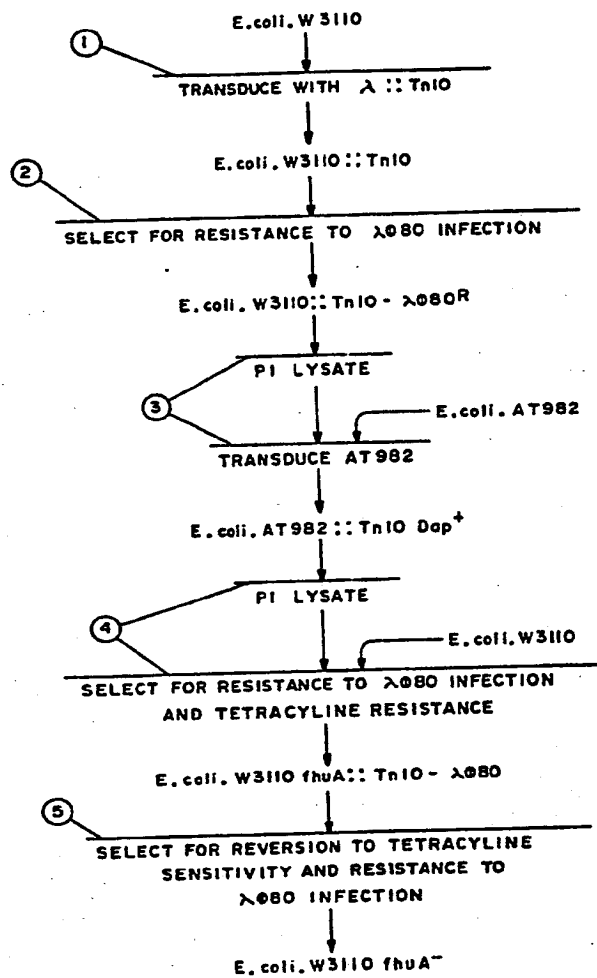 E.coli.W3110
1
TRANSDUCE WITH λ :: Tn10
E.coli.W3110::Tn10
2
SELECT FOR RESISTANCE TO λΦ80 INFECTION
E.coli.W3110::Tn10-λΦ80R
P1 LYSATE
3
E.coli.AT982
TRANSDUCE AT982
E.coli.AT982::Tn10 Dap+
P1 LYSATE
4
E.coli.W3110
SELECT FOR RESISTANCE TO λΦ80 INFECTION
AND TETRACYLINE RESISTANCE
E.coli.W3110 fhuA::Tn10-λΦ80
5
SELECT FOR REVERSION TO TETRACYLINE
SENSITIVITY AND RESISTANCE TO
λΦ80 INFECTION
E.coli.W3110 fhuA-